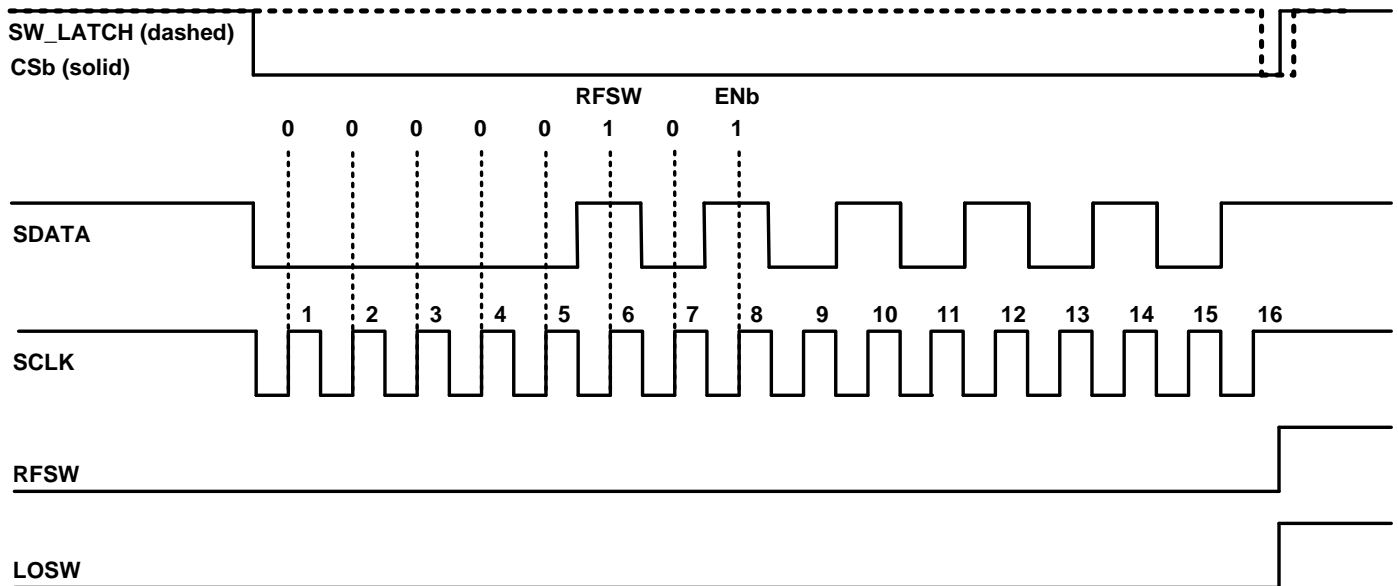 SW_LATCH (dashed)
CSb (solid)
RFSW ENb
0 0 0 0 0 1 0 1
SDATA
1 2 3 4 5 6 7 8 9 10 11 12 13 14 15 16
SCLK
RFSW
LOSW